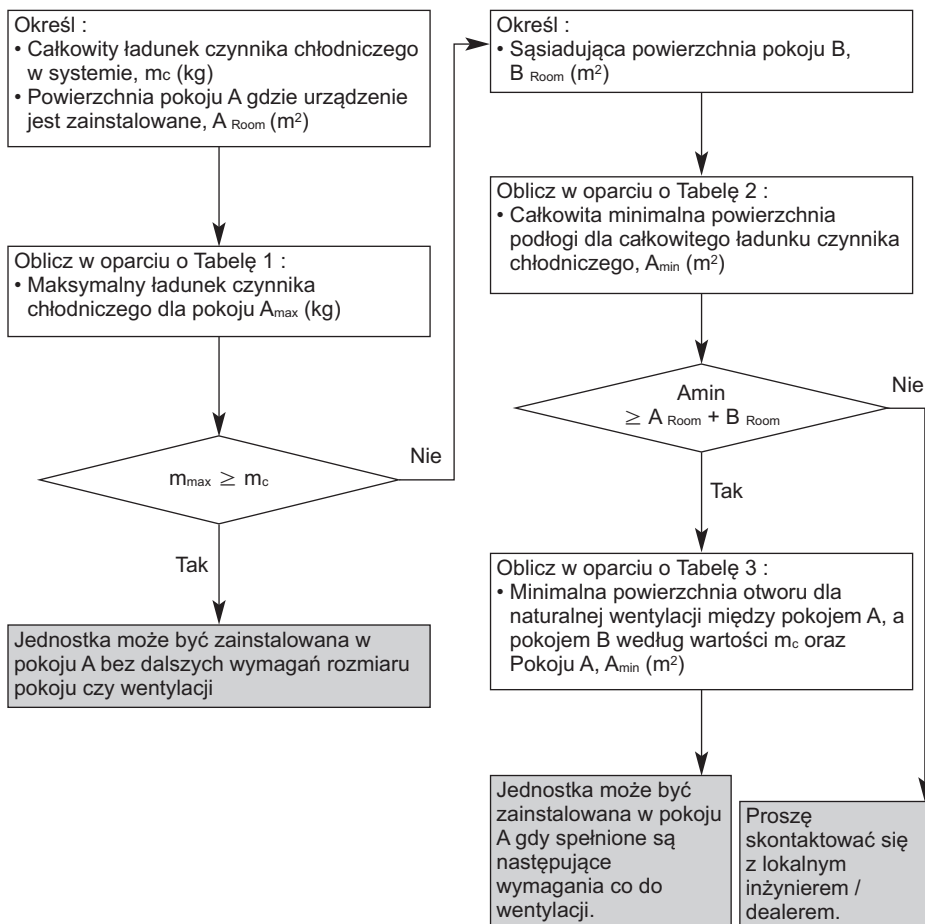 Określ :
• Całkowity ładunek czynnika chłodniczego
w systemie, mc (kg)
• Powierzchnia pokoju A gdzie urządzenie
jest zainstalowane, A Room (m²)
Oblicz w oparciu o Tabelę 1 :
• Maksymalny ładunek czynnika
chłodniczego dla pokoju Amax (kg)
mmax ≥ mc
Nie
Tak
Jednostka może być zainstalowana w
pokoju A bez dalszych wymagań rozmiaru
pokoju czy wentylacji
Określ :
• Sąsiadująca powierzchnia pokoju B,
B Room (m²)
Oblicz w oparciu o Tabelę 2 :
• Całkowita minimalna powierzchnia
podłogi dla całkowitego ładunku czynnika
chłodniczego, Amin (m²)
Amin
≥ A Room + B Room
Nie
Tak
Oblicz w oparciu o Tabelę 3 :
• Minimalna powierzchnia otworu dla
naturalnej wentylacji między pokojem A, a
pokojem B według wartości mc oraz
Pokoju A, Amin (m²)
Jednostka może być
zainstalowana w pokoju
A gdy spełnione są
następujące
wymagania co do
wentylacji.
Proszę
skontaktować się
z lokalnym
inżynierem /
dealerem.